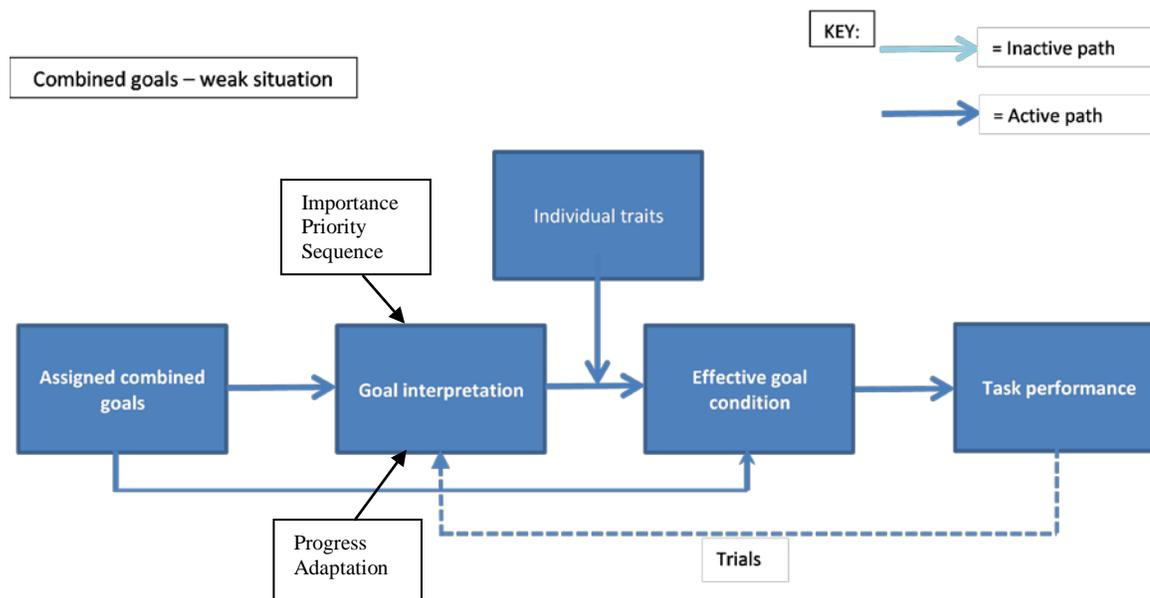 KEY:
= Inactive path
Combined goals – weak situation
= Active path
Importance
Priority
Sequence
Individual traits
Assigned combined
goals
Goal interpretation
Effective goal
condition
Task performance
Progress
Adaptation
Trials